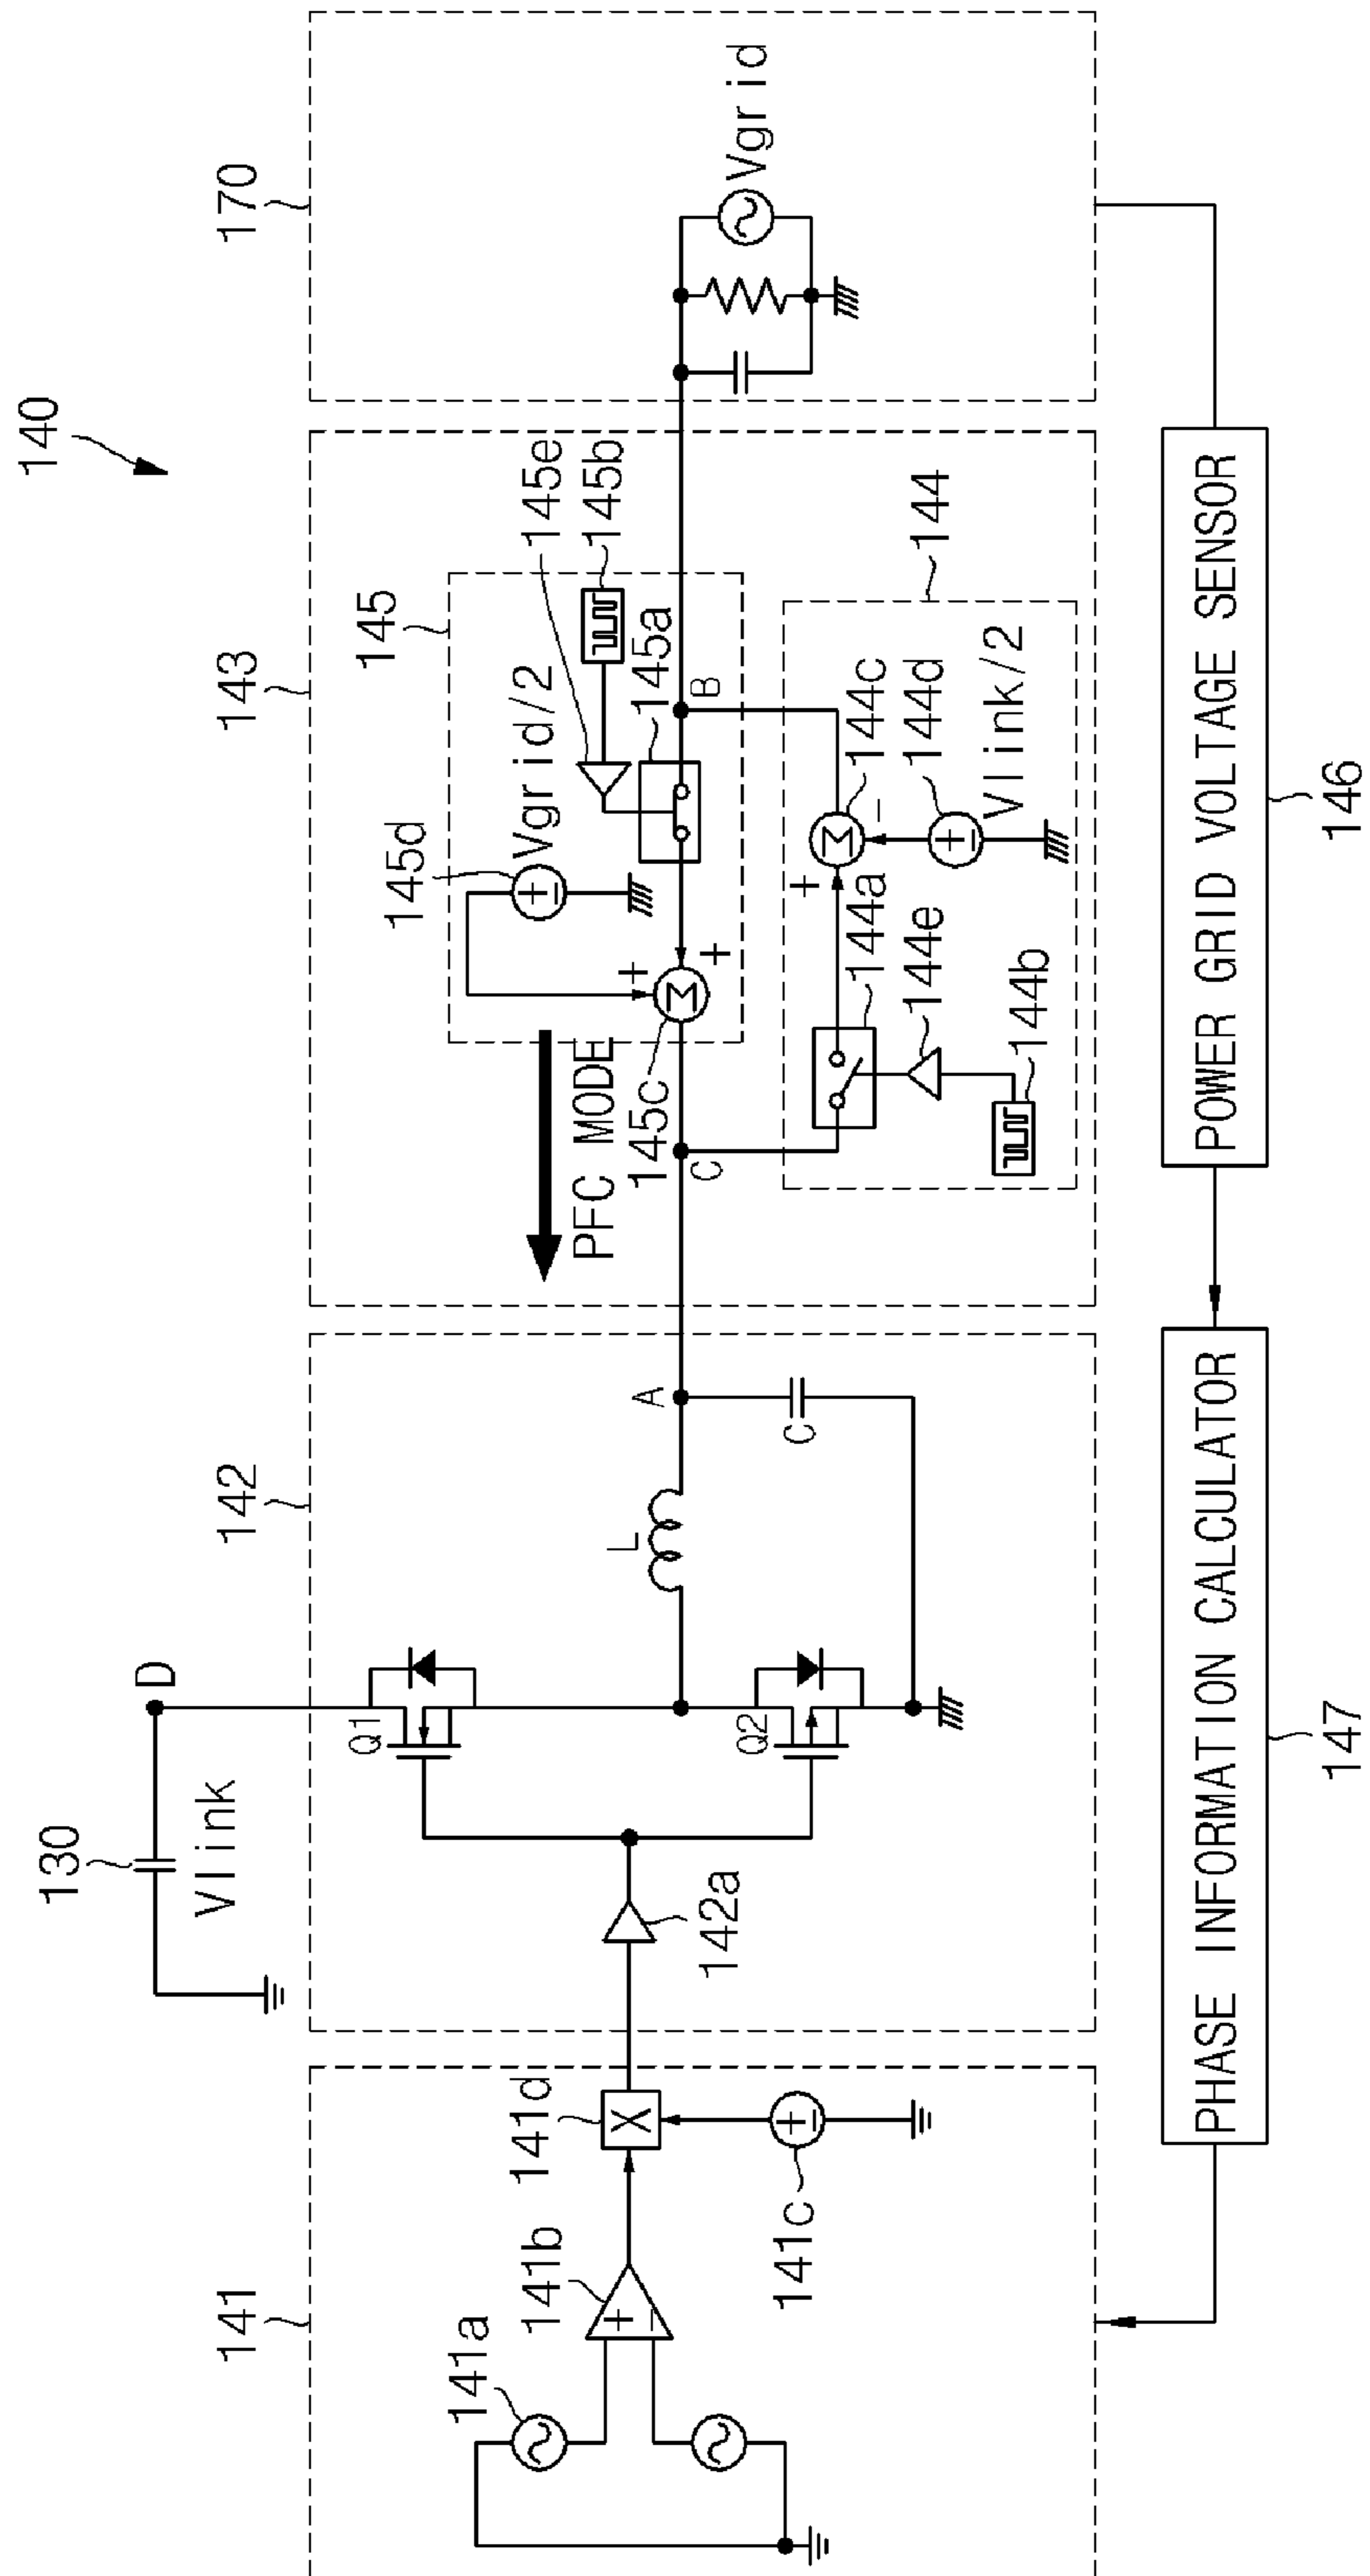 140
130
Vlink
D
141
142
143
170
141a
141b
141d
141c
142a
Q1
Q2
L
A
C
PFC MODE
145
145d
Vgrid/2
145e
145b
145a
145c
+
+
B
C
144
144a
144c
144d
Vlink/2
144e
144b
+
−
Vgrid
+
−
X
Σ
Σ
PHASE INFORMATION CALCULATOR
147
POWER GRID VOLTAGE SENSOR
146